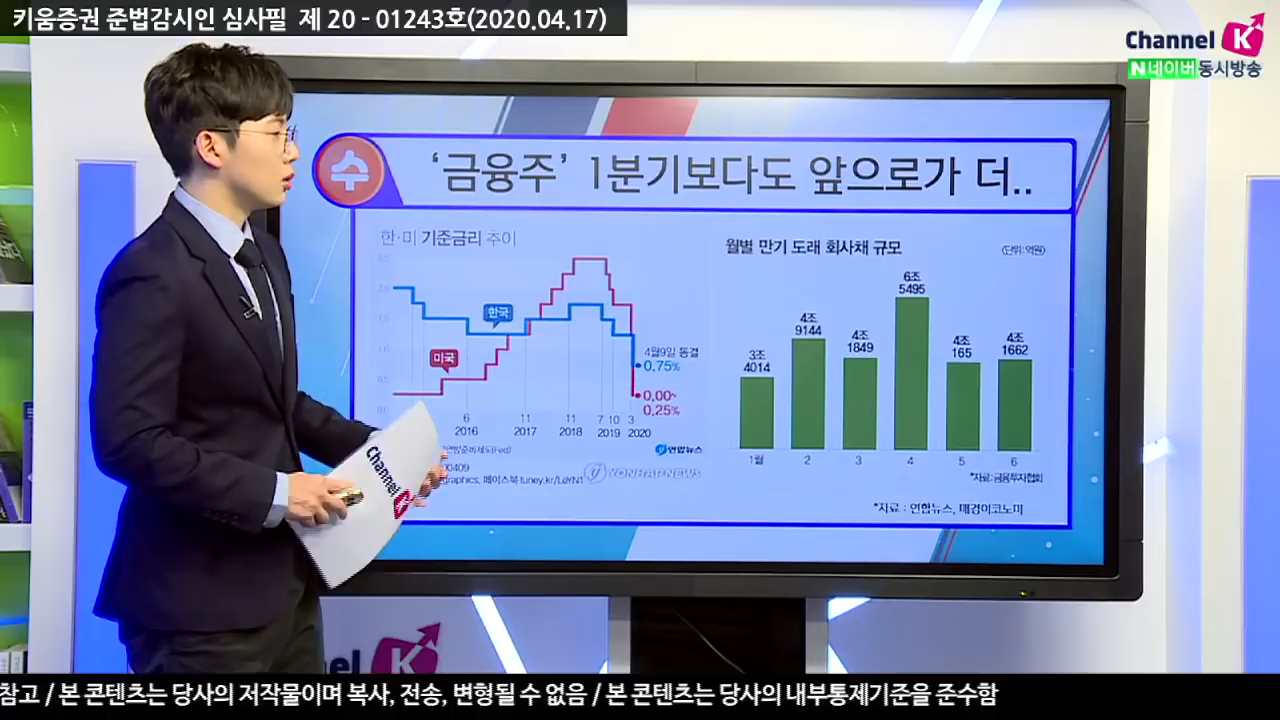 키움증권 준법감시인 심사필 제 20 - 01243호(2020.04.17)
Channel K
N네이버 동시방송
수
‘금융주’ 1분기보다도 앞으로가 더..
한·미 기준금리 추이
2.0
한국
미국
4월9일 동결
0.75%
0.00~
0.25%
6 11 11 7 10 3
2016 2017 2018 2019 2020
연합뉴스
YONHAPNEWS
월별 만기 도래 회사채 규모
(단위:억원)
3조
4014
4조
9144
4조
1849
6조
5495
4조
165
4조
1662
1월 2 3 4 5 6
*자료:금융투자협회
*자료 : 연합뉴스, 매경이코노미
Channel K
nel K
참고 / 본 콘텐츠는 당사의 저작물이며 복사, 전송, 변형될 수 없음 / 본 콘텐츠는 당사의 내부통제기준을 준수함